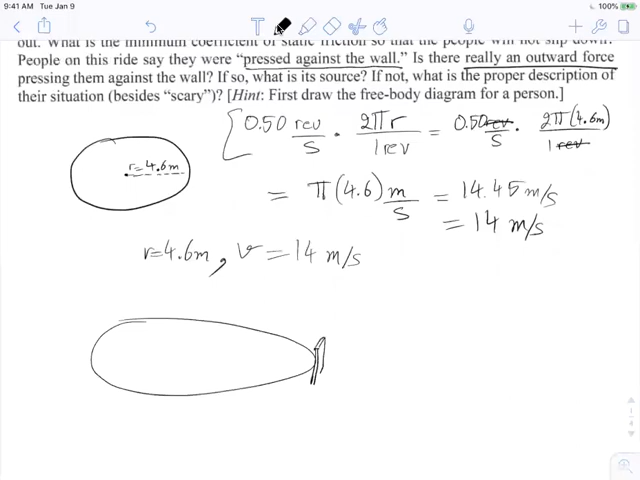 9:41 AM Tue Jan 9
100%
out. What is the minimum coefficient of static friction so that the people will not slip down?
People on this ride say they were “pressed against the wall.” Is there really an outward force
pressing them against the wall? If so, what is its source? If not, what is the proper description
of their situation (besides “scary”)? [Hint: First draw the free-body diagram for a person.]
0.50 rev/s · 2πr/1 rev = 0.50 rev/s · 2π(4.6m)/1 rev
r=4.6m
= π(4.6) m/s = 14.45 m/s
= 14 m/s
r=4.6m, v = 14 m/s